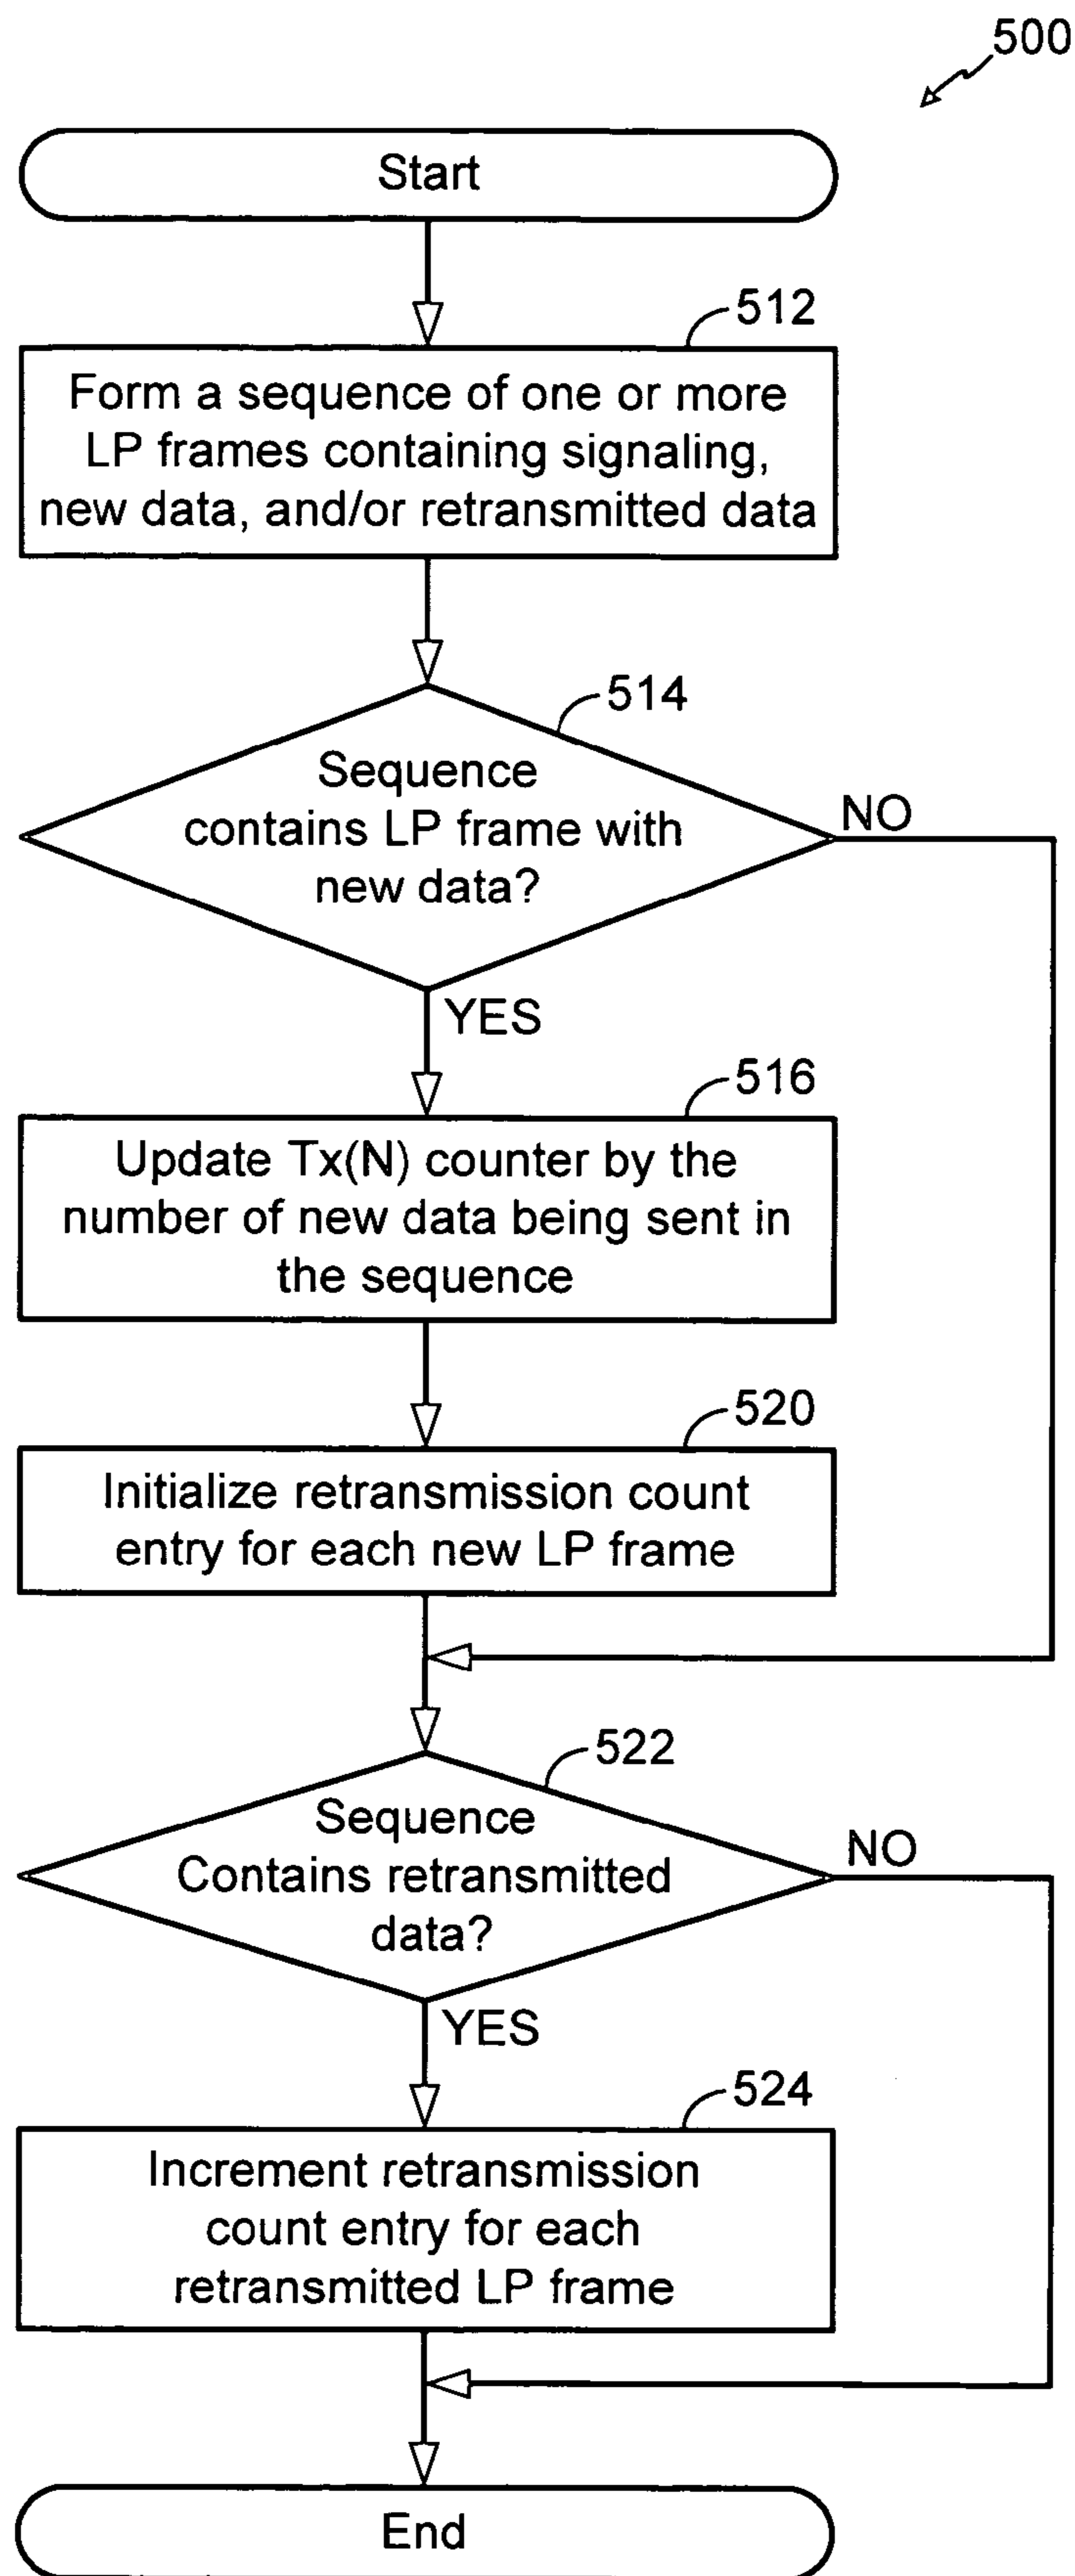 500
Start
512
Form a sequence of one or more
LP frames containing signaling,
new data, and/or retransmitted data
514
Sequence
contains LP frame with
new data?
NO
YES
516
Update Tx(N) counter by the
number of new data being sent in
the sequence
520
Initialize retransmission count
entry for each new LP frame
522
Sequence
Contains retransmitted
data?
NO
YES
524
Increment retransmission
count entry for each
retransmitted LP frame
End